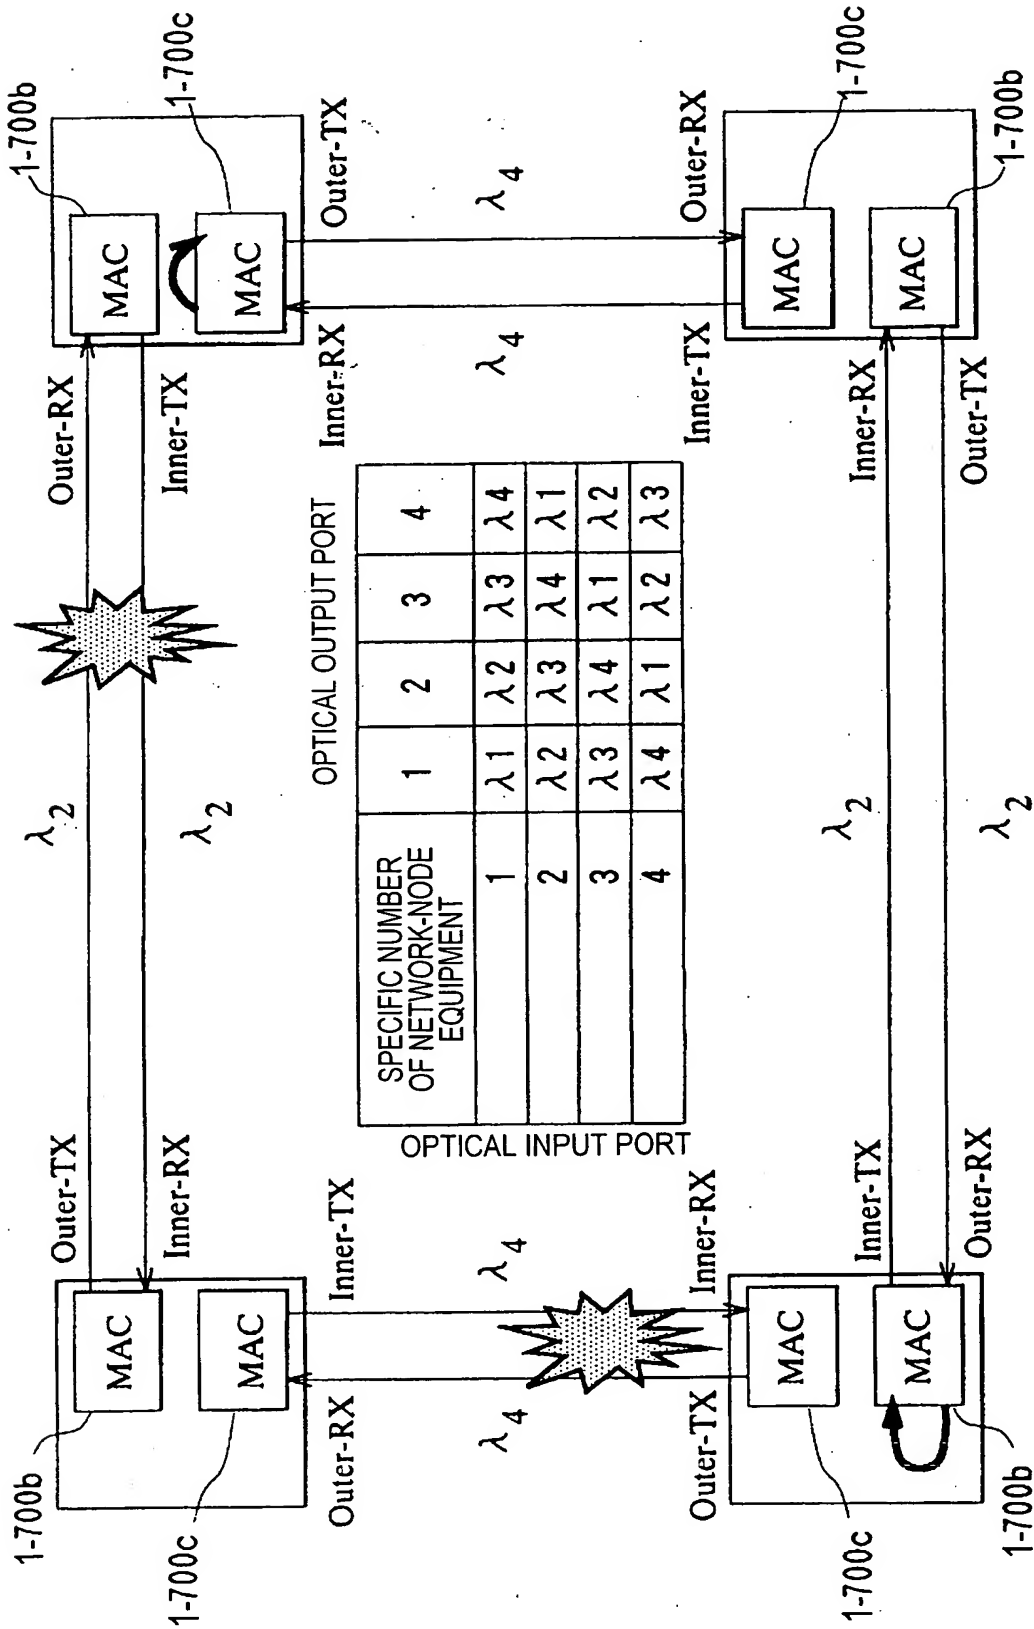 1-700b
λ2
1-700b
Outer-TX
Outer-RX
MAC
MAC
Inner-RX
Inner-TX
1-700c
λ2
1-700c
MAC
MAC
Outer-RX
Inner-TX
Inner-RX
Outer-TX
OPTICAL OUTPUT PORT
SPECIFIC NUMBER
OF NETWORK-NODE
EQUIPMENT
1 2 3 4
OPTICAL INPUT PORT
1 λ1 λ2 λ3 λ4
2 λ2 λ3 λ4 λ1
3 λ3 λ4 λ1 λ2
4 λ4 λ1 λ2 λ3
λ4
λ4
λ4
λ4
Outer-TX
Inner-RX
Inner-TX
Outer-RX
MAC
MAC
1-700c
λ2
1-700c
Inner-TX
Inner-RX
MAC
MAC
Outer-RX
Outer-TX
1-700b
λ2
1-700b